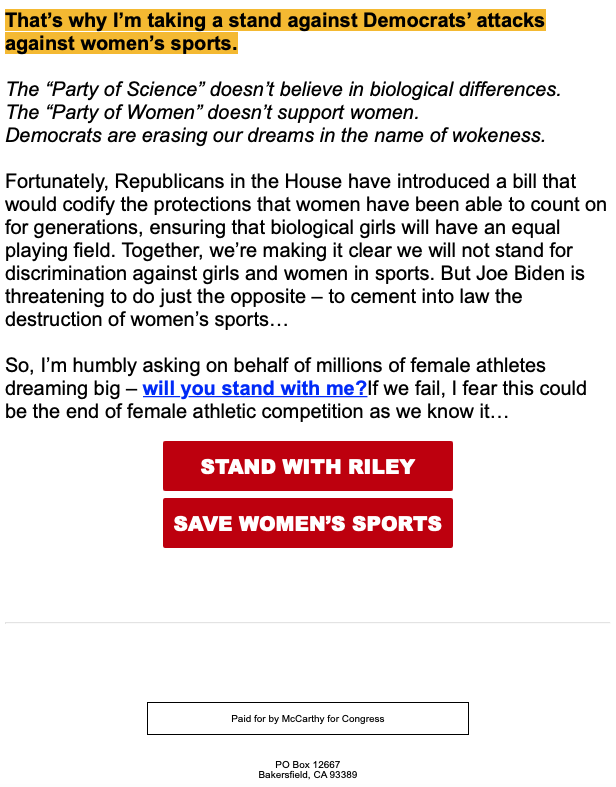 That’s why I’m taking a stand against Democrats’ attacks
against women’s sports.
The “Party of Science” doesn’t believe in biological differences.
The “Party of Women” doesn’t support women.
Democrats are erasing our dreams in the name of wokeness.
Fortunately, Republicans in the House have introduced a bill that
would codify the protections that women have been able to count on
for generations, ensuring that biological girls will have an equal
playing field. Together, we’re making it clear we will not stand for
discrimination against girls and women in sports. But Joe Biden is
threatening to do just the opposite – to cement into law the
destruction of women’s sports…
So, I’m humbly asking on behalf of millions of female athletes
dreaming big – will you stand with me?If we fail, I fear this could
be the end of female athletic competition as we know it…
STAND WITH RILEY
SAVE WOMEN’S SPORTS
Paid for by McCarthy for Congress
PO Box 12667
Bakersfield, CA 93389